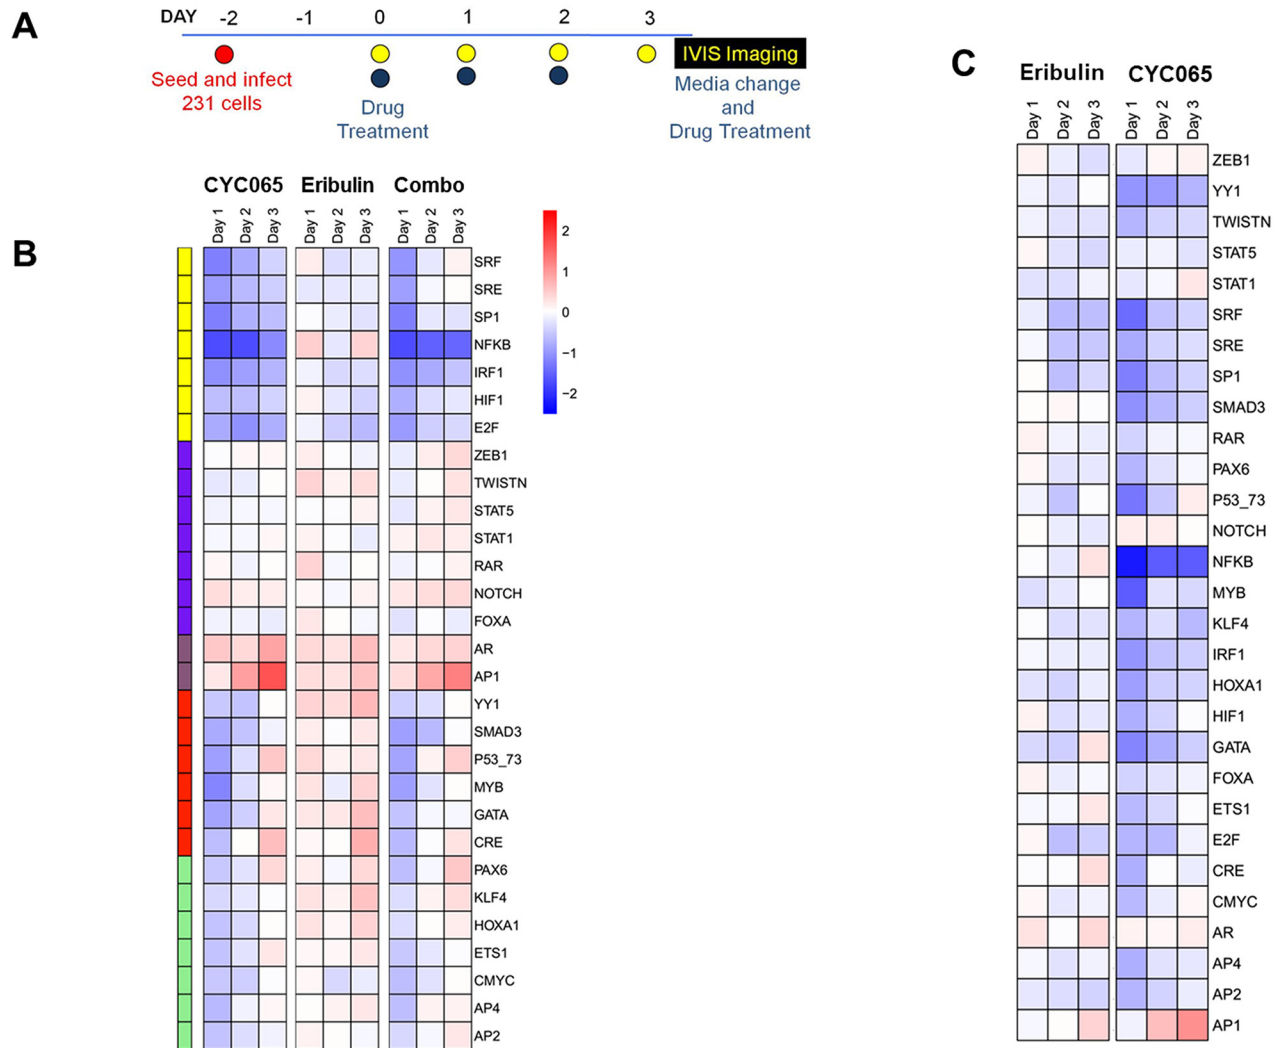 A
DAY -2 -1 0 1 2 3
IVIS Imaging
Seed and infect
231 cells
Drug
Treatment
Media change
and
Drug Treatment
B
CYC065 Eribulin Combo
Day 1 Day 2 Day 3 Day 1 Day 2 Day 3 Day 1 Day 2 Day 3
SRF
SRE
SP1
NFKB
IRF1
HIF1
E2F
ZEB1
TWISTN
STAT5
STAT1
RAR
NOTCH
FOXA
AR
AP1
YY1
SMAD3
P53_73
MYB
GATA
CRE
PAX6
KLF4
HOXA1
ETS1
CMYC
AP4
AP2
2
1
0
−1
−2
C
Eribulin CYC065
Day 1 Day 2 Day 3 Day 1 Day 2 Day 3
ZEB1
YY1
TWISTN
STAT5
STAT1
SRF
SRE
SP1
SMAD3
RAR
PAX6
P53_73
NOTCH
NFKB
MYB
KLF4
IRF1
HOXA1
HIF1
GATA
FOXA
ETS1
E2F
CRE
CMYC
AR
AP4
AP2
AP1